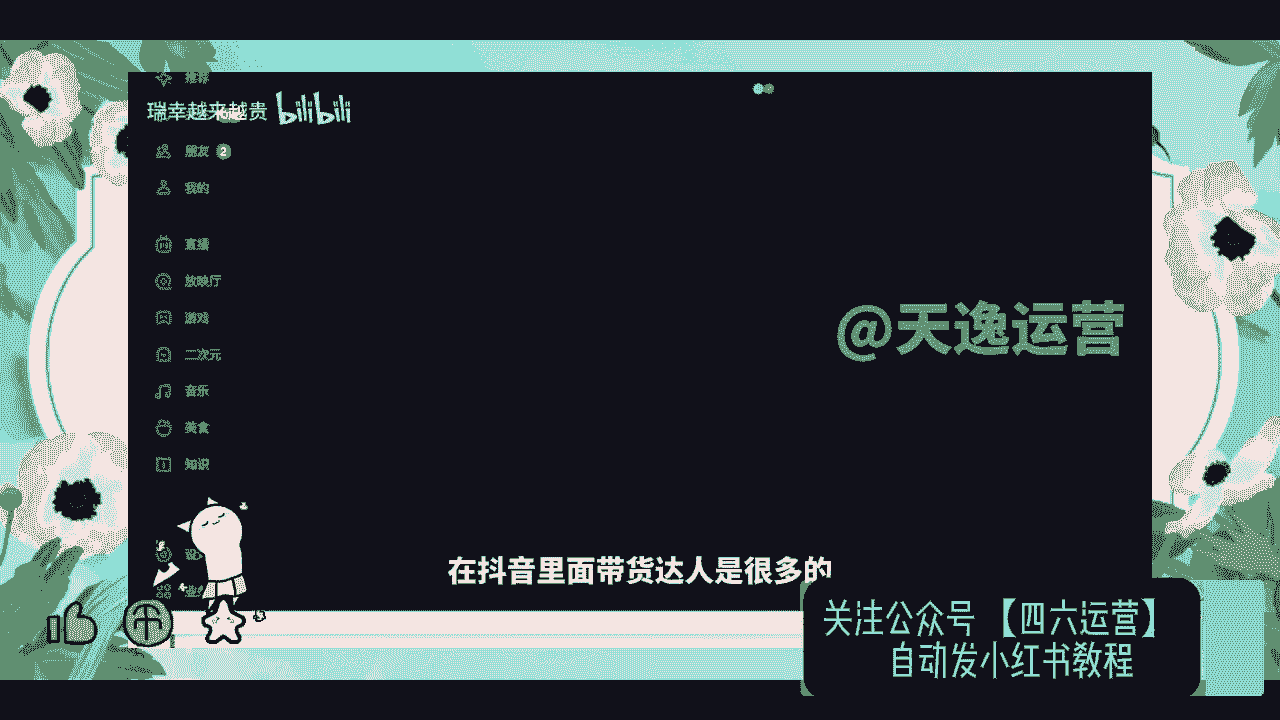 推荐
瑞幸越来越贵 bilibili
朋友 2
我的
直播
放映厅
游戏
二次元
音乐
美食
知识
@天逸运营
在抖音里面带货达人是很多的
关注公众号【四六运营】
自动发小红书教程